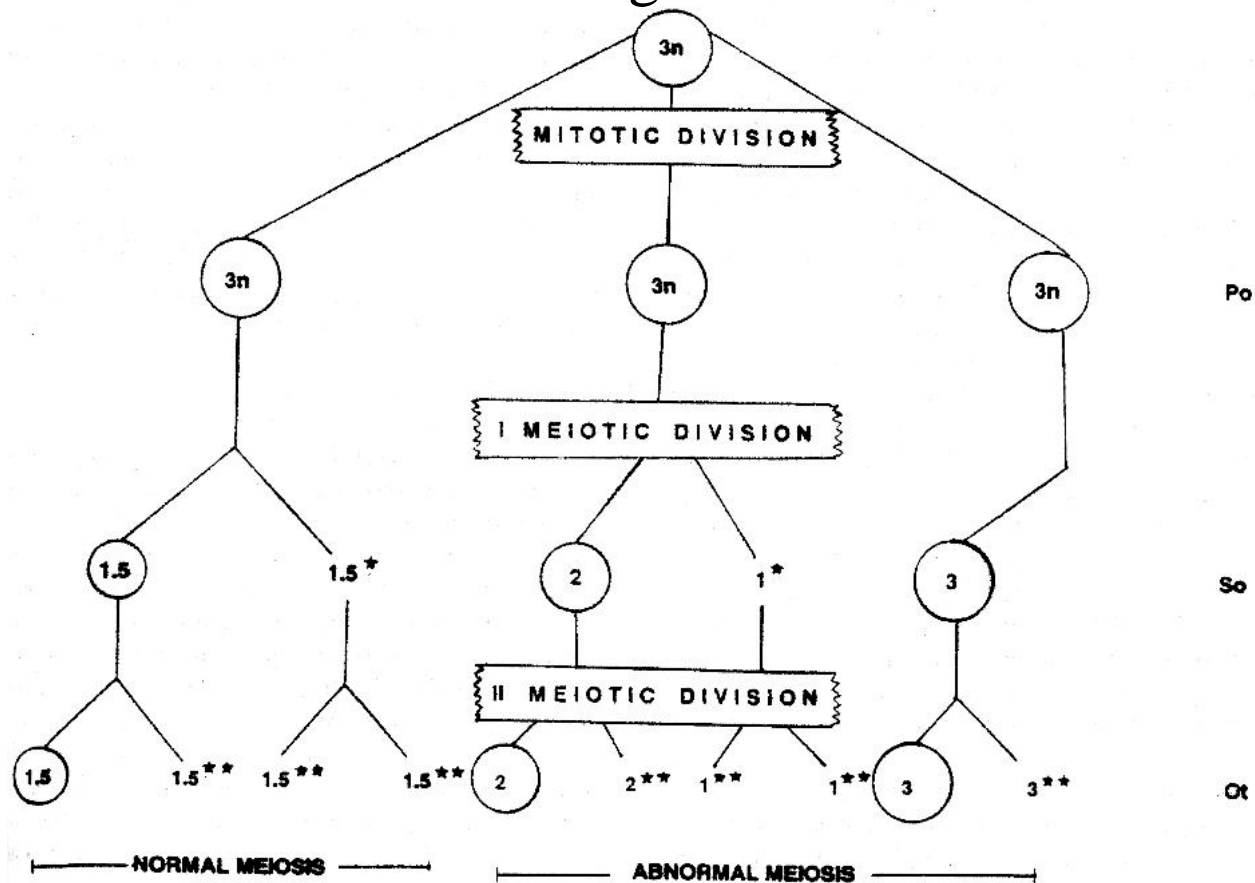 g
3n
MITOTIC DIVISION
3n 3n 3n Po
I MEIOTIC DIVISION
1.5 1.5* 2 1* 3 So
II MEIOTIC DIVISION
1.5 1.5** 1.5** 1.5** 2 2** 1** 1** 3 3** Ot
NORMAL MEIOSIS ABNORMAL MEIOSIS